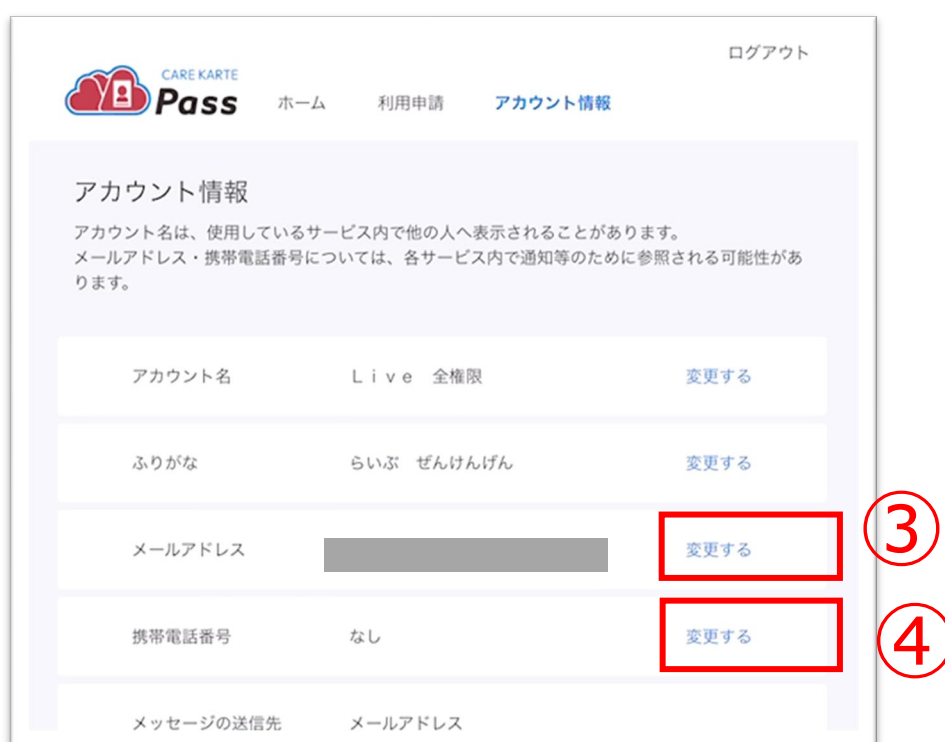 ログアウト
CARE KARTE
Pass
ホーム 利用申請 アカウント情報
アカウント情報
アカウント名は、使用しているサービス内で他の人へ表示されることがあります。
メールアドレス・携帯電話番号については、各サービス内で通知等のために参照される可能性があ
ります。
アカウント名 Ｌｉｖｅ　全権限 変更する
ふりがな らいぶ　ぜんけんげん 変更する
メールアドレス 変更する ③
携帯電話番号 なし 変更する ④
メッセージの送信先 メールアドレス